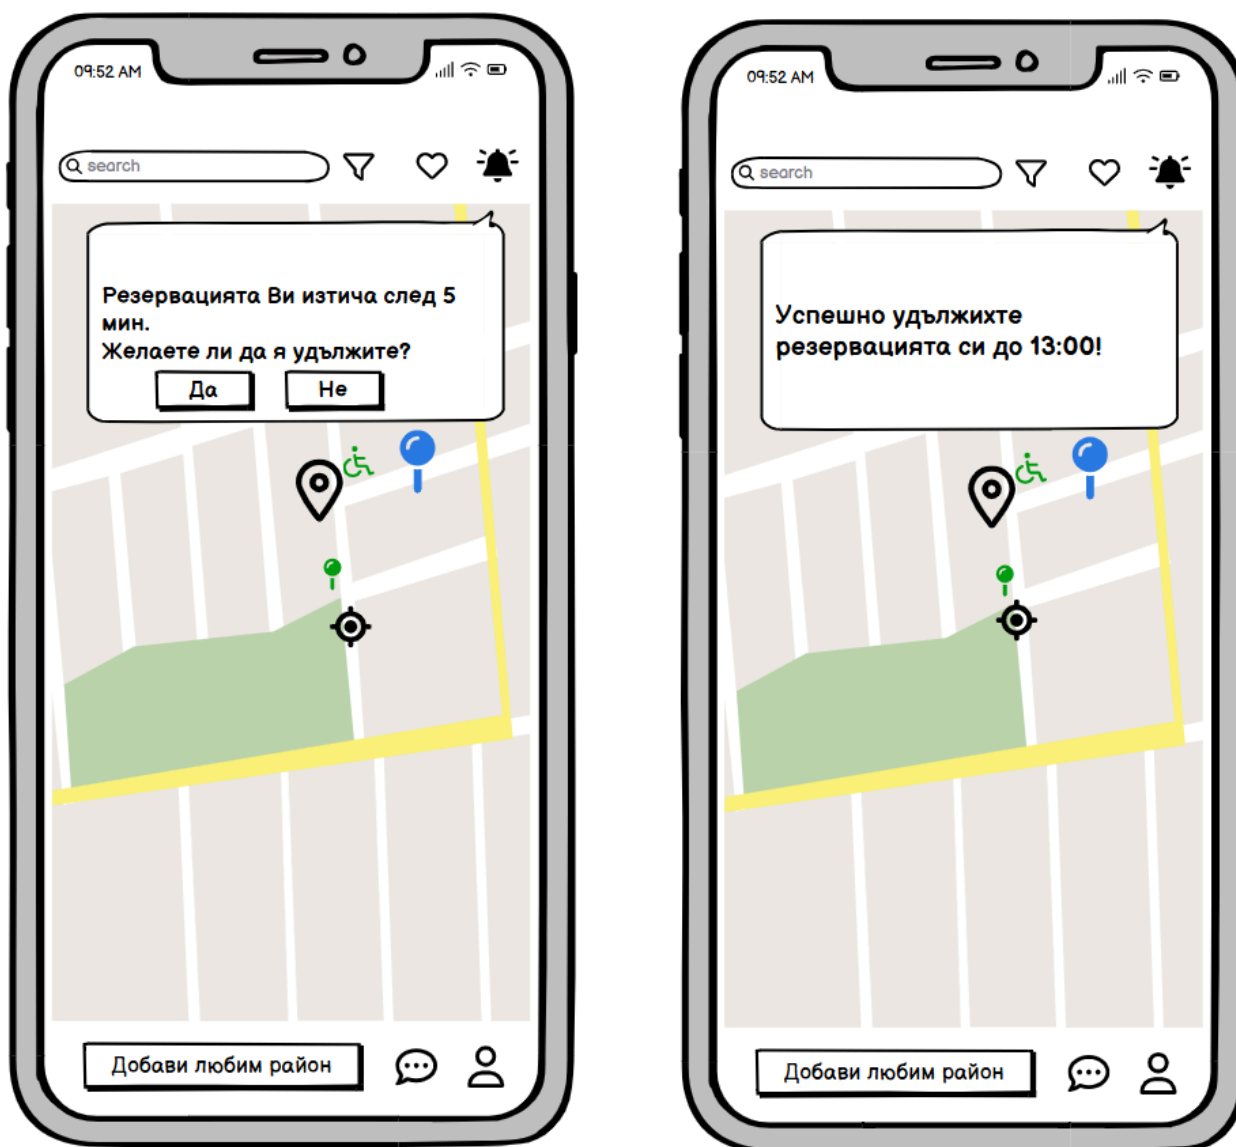 09:52 AM
search
Резервацията Ви изтича след 5
мин.
Желаете ли да я удължите?
Да
Не
Добави любим район
09:52 AM
search
Успешно удължихте
резервацията си до 13:00!
Добави любим район